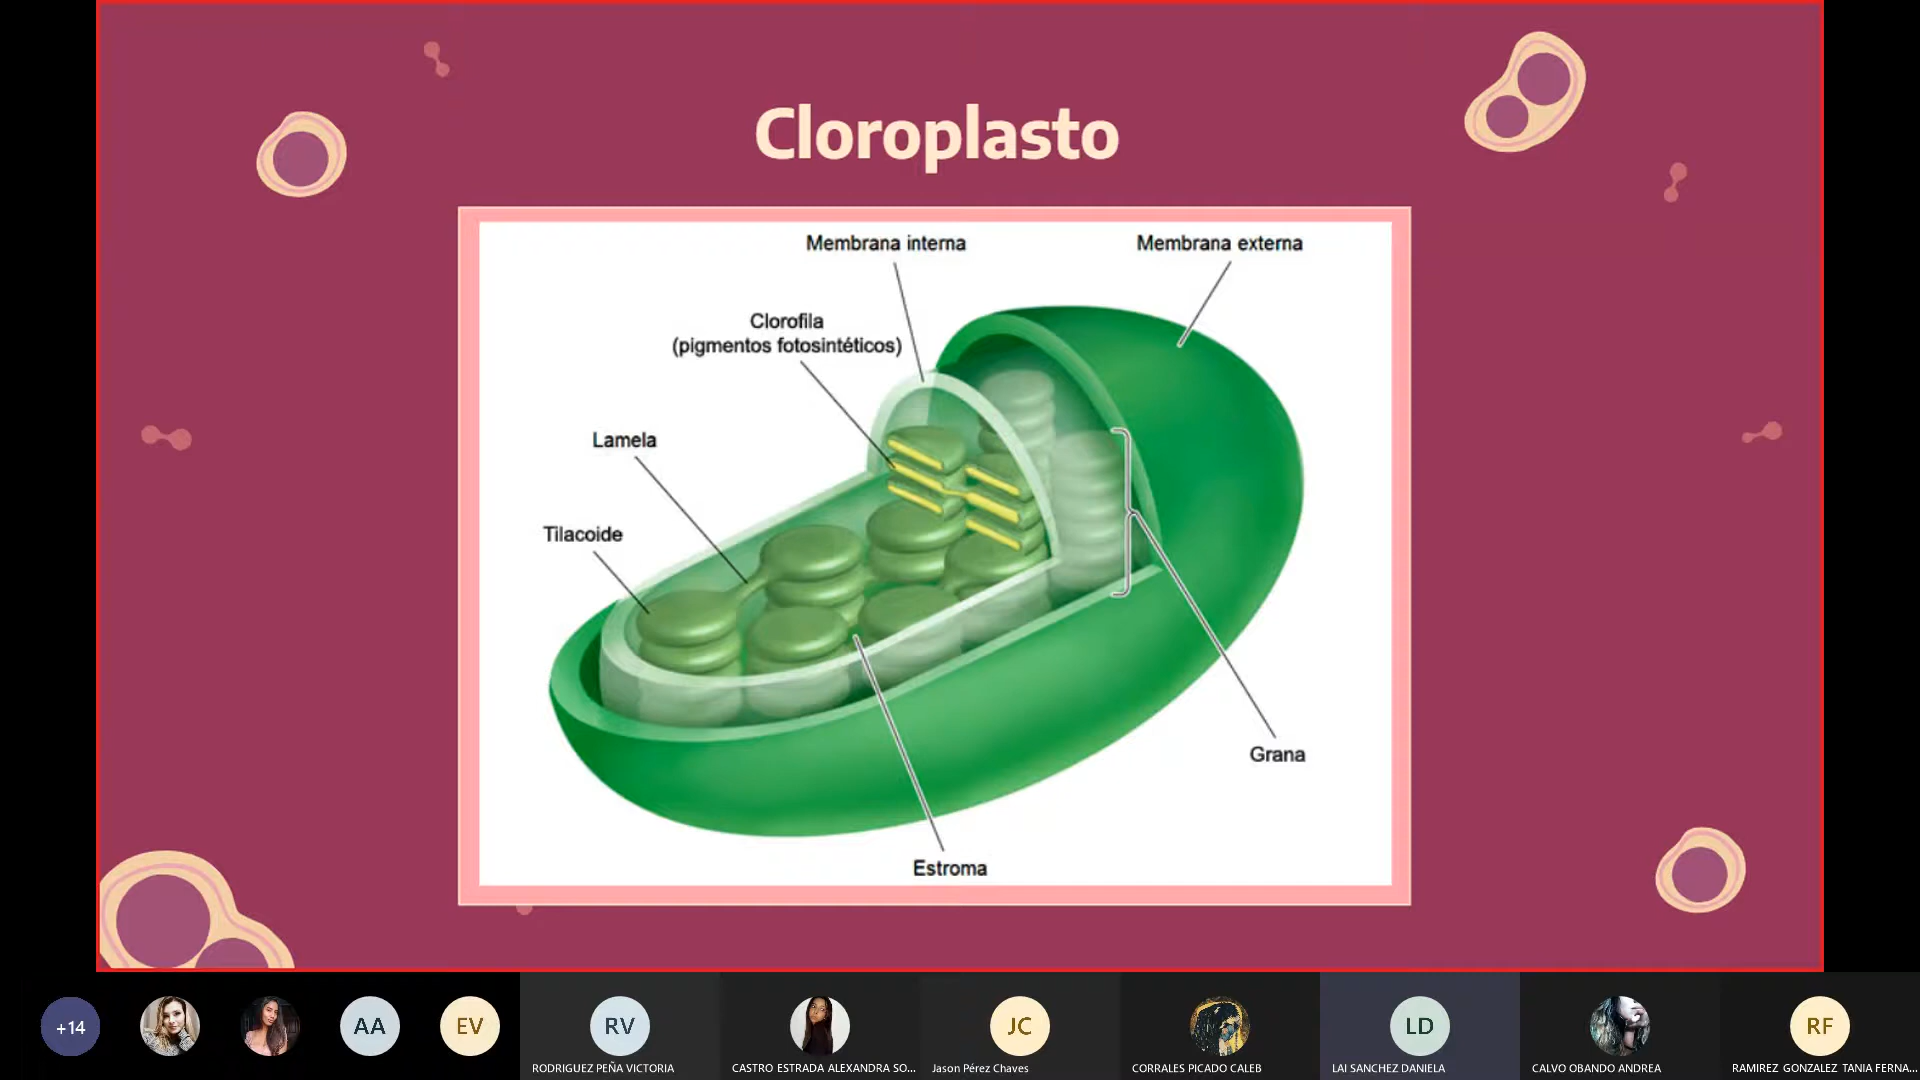 Cloroplasto
Membrana interna
Membrana externa
Clorofila
(pigmentos fotosintéticos)
Lamela
Tilacoide
Grana
Estroma
+14
AA
EV
RV
JC
LD
RF
RODRIGUEZ PEÑA VICTORIA
CASTRO ESTRADA ALEXANDRA SO...
Jason Pérez Chaves
CORRALES PICADO CALEB
LAI SANCHEZ DANIELA
CALVO OBANDO ANDREA
RAMIREZ GONZALEZ TANIA FERNA...